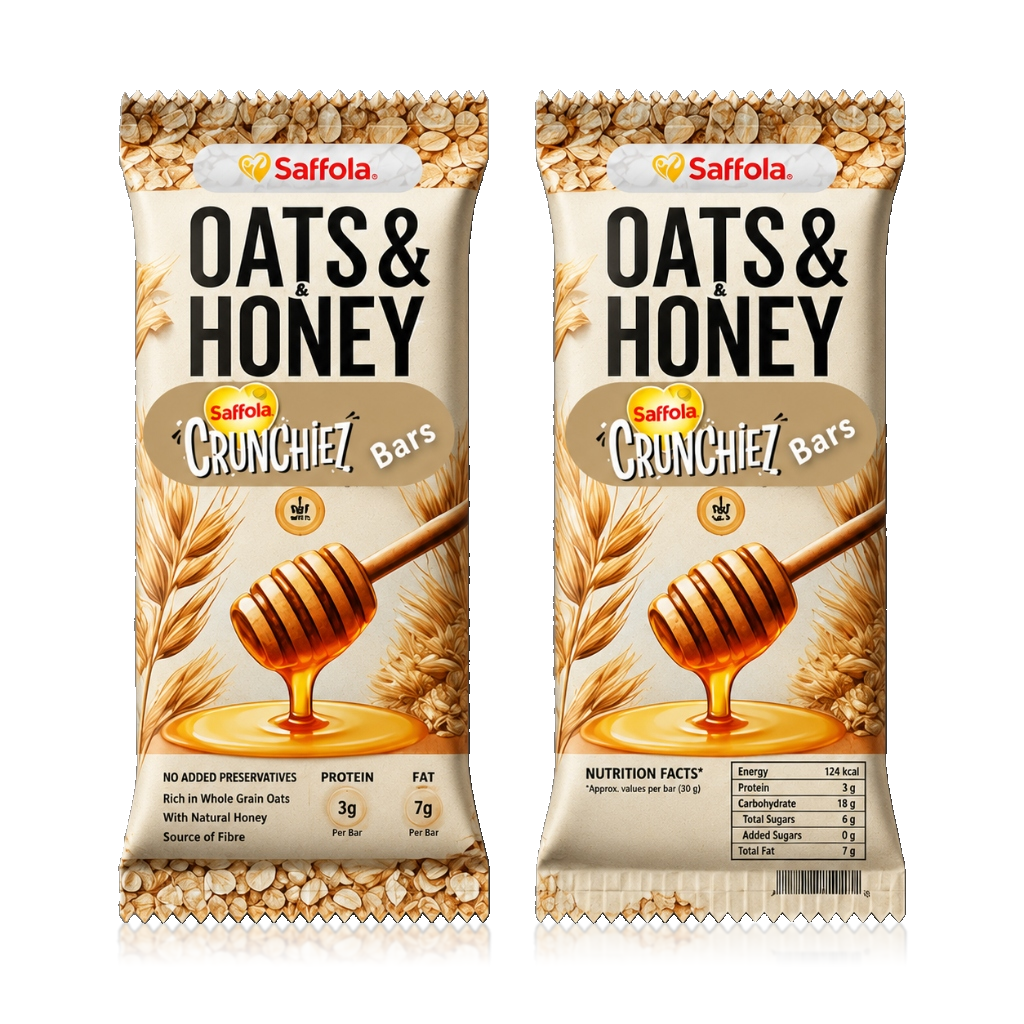 Saffola®
OATS &
&
HONEY
Saffola
CRUNCHiEZ Bars
NO ADDED PRESERVATIVES
Rich in Whole Grain Oats
With Natural Honey
Source of Fibre
PROTEIN
3g
Per Bar
FAT
7g
Per Bar
Saffola®
OATS &
&
HONEY
Saffola
CRUNCHiEZ Bars
NUTRITION FACTS*
*Approx. values per bar (30 g)
Energy 124 kcal
Protein 3 g
Carbohydrate 18 g
Total Sugars 6 g
Added Sugars 0 g
Total Fat 7 g